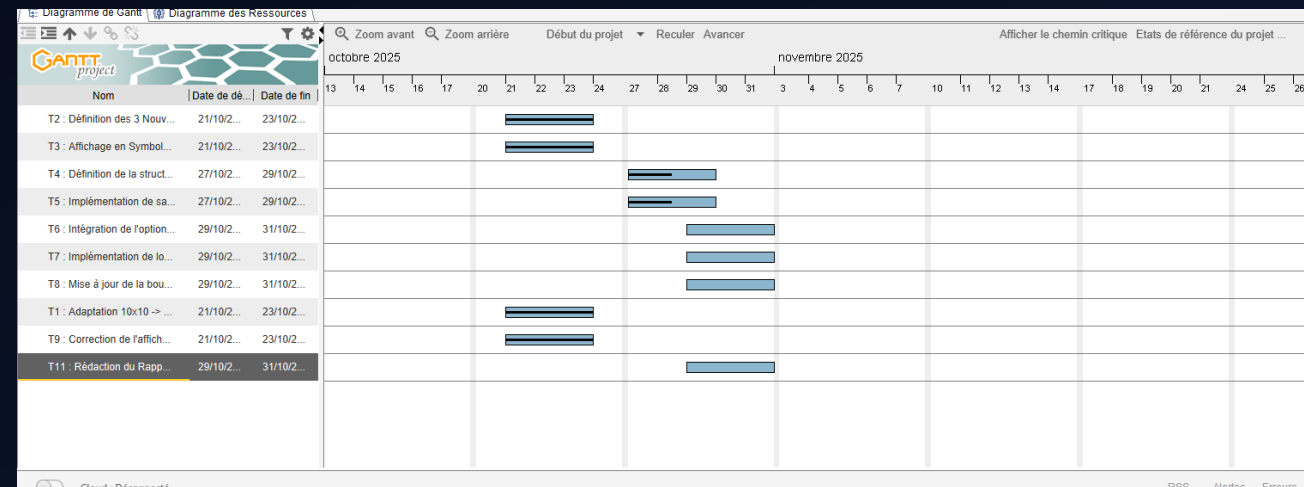 Diagramme de Gantt Diagramme des Ressources
Zoom avant Zoom arrière Début du projet Reculer Avancer Afficher le chemin critique Etats de référence du projet ...
GANTT project
octobre 2025 novembre 2025
13 14 15 16 17 20 21 22 23 24 27 28 29 30 31 3 4 5 6 7 10 11 12 13 14 17 18 19 20 21 24 25 26
Nom Date de dé... Date de fin
T2 : Définition des 3 Nouv... 21/10/2... 23/10/2...
T3 : Affichage en Symbol... 21/10/2... 23/10/2...
T4 : Définition de la struct... 27/10/2... 29/10/2...
T5 : Implémentation de sa... 27/10/2... 29/10/2...
T6 : Intégration de l'option... 29/10/2... 31/10/2...
T7 : Implémentation de lo... 29/10/2... 31/10/2...
T8 : Mise à jour de la bou... 29/10/2... 31/10/2...
T1 : Adaptation 10x10 -> ... 21/10/2... 23/10/2...
T9 : Correction de l'affich... 21/10/2... 23/10/2...
T11 : Rédaction du Rapp... 29/10/2... 31/10/2...
Cloud : Déconnecté RSS Alertes Erreurs